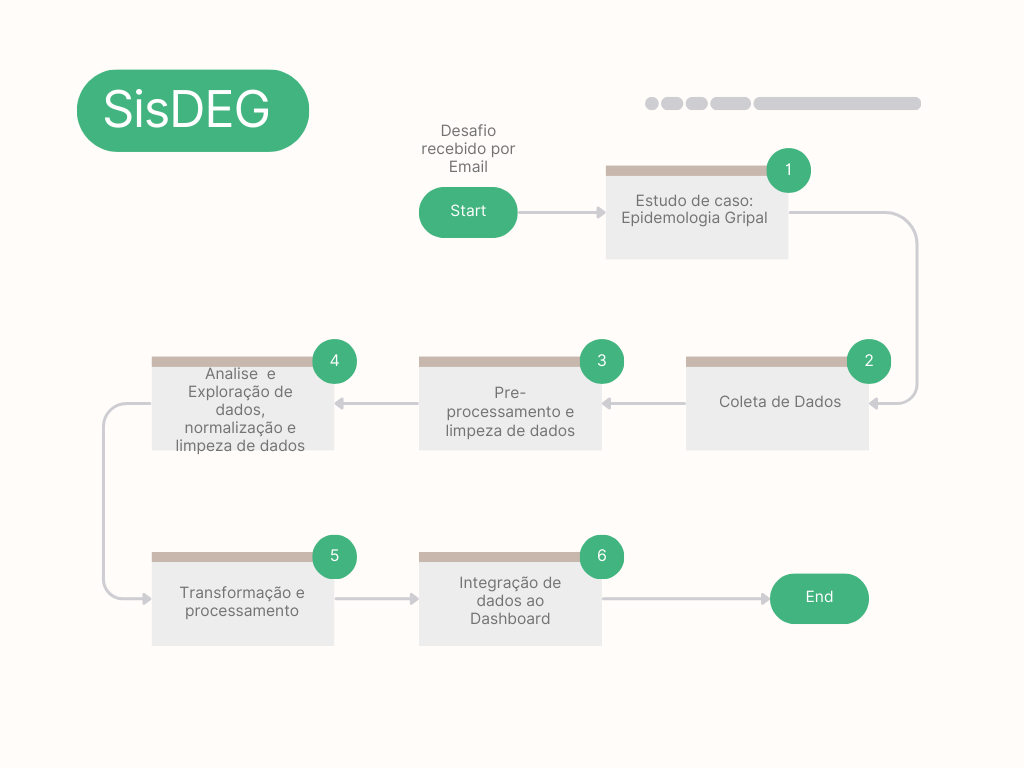 SisDEG
Desafio
recebido por
Email
Start
1
Estudo de caso:
Epidemologia Gripal
2
Coleta de Dados
3
Pre-
processamento e
limpeza de dados
4
Analise e
Exploração de
dados,
normalização e
limpeza de dados
5
Transformação e
processamento
6
Integração de
dados ao
Dashboard
End